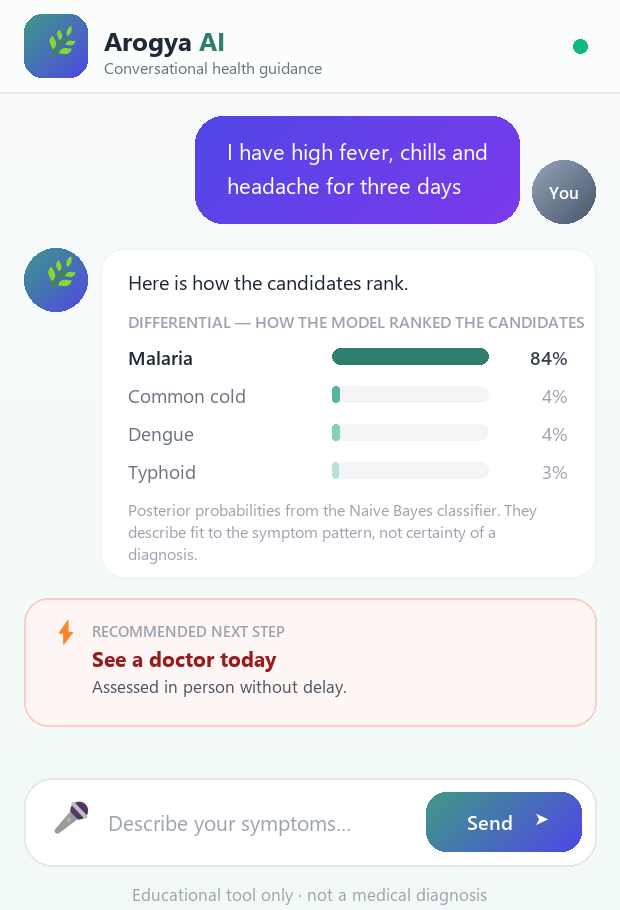 Arogya AI
Conversational health guidance
I have high fever, chills and
headache for three days
You
Here is how the candidates rank.
DIFFERENTIAL — HOW THE MODEL RANKED THE CANDIDATES
Malaria 84%
Common cold 4%
Dengue 4%
Typhoid 3%
Posterior probabilities from the Naive Bayes classifier. They
describe fit to the symptom pattern, not certainty of a
diagnosis.
RECOMMENDED NEXT STEP
See a doctor today
Assessed in person without delay.
Describe your symptoms...
Send
Educational tool only · not a medical diagnosis